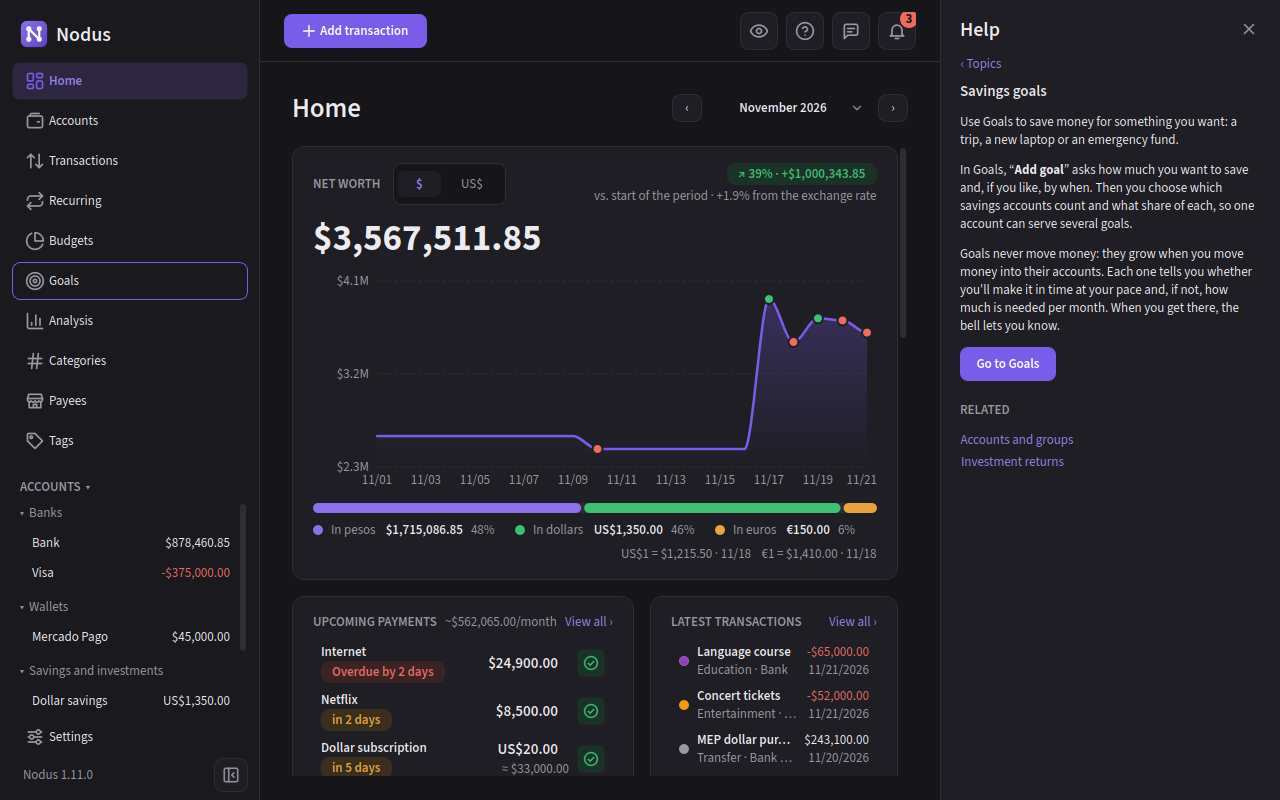 Nodus
Home
Accounts
Transactions
Recurring
Budgets
Goals
Analysis
Categories
Payees
Tags
ACCOUNTS ▾
▾ Banks
Bank $878,460.85
Visa -$375,000.00
▾ Wallets
Mercado Pago $45,000.00
▾ Savings and investments
Dollar savings US$1,350.00
Settings
Nodus 1.11.0
+ Add transaction
3
Home
‹ November 2026 ›
NET WORTH $ US$
↗ 39% · +$1,000,343.85
vs. start of the period · +1.9% from the exchange rate
$3,567,511.85
$4.1M
$3.2M
$2.3M
11/01 11/03 11/05 11/07 11/09 11/11 11/13 11/15 11/17 11/19 11/21
In pesos $1,715,086.85 48% In dollars US$1,350.00 46% In euros €150.00 6%
US$1 = $1,215.50 · 11/18 €1 = $1,410.00 · 11/18
UPCOMING PAYMENTS ~$562,065.00/month View all ›
Internet
Overdue by 2 days
$24,900.00
Netflix
in 2 days
$8,500.00
Dollar subscription
in 5 days
US$20.00
≈ $33,000.00
LATEST TRANSACTIONS View all ›
Language course -$65,000.00
Education · Bank 11/21/2026
Concert tickets -$52,000.00
Entertainment · … 11/21/2026
MEP dollar pur… $243,100.00
Transfer · Bank … 11/20/2026
Help
‹ Topics
Savings goals
Use Goals to save money for something you want: a
trip, a new laptop or an emergency fund.
In Goals, “Add goal” asks how much you want to save
and, if you like, by when. Then you choose which
savings accounts count and what share of each, so one
account can serve several goals.
Goals never move money: they grow when you move
money into their accounts. Each one tells you whether
you'll make it in time at your pace and, if not, how
much is needed per month. When you get there, the
bell lets you know.
Go to Goals
RELATED
Accounts and groups
Investment returns